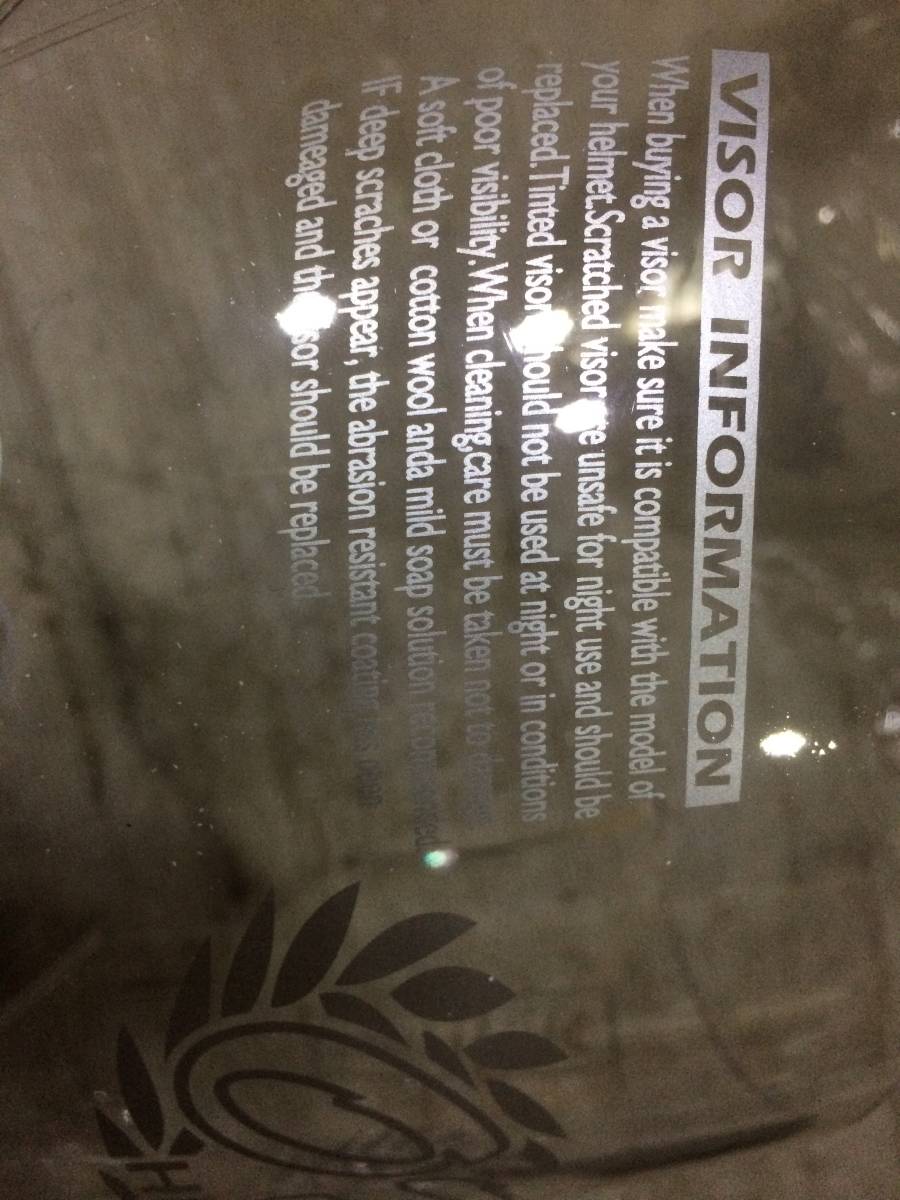 VISOR INFORMATION
When buying a visor make sure it is compatible with the model of
your helmet.Scratched visor unsafe for night use and should be
replaced.Tinted visor should not be used at night or in conditions
of poor visibility.When cleaning,care must be taken not to
A soft cloth or cotton wool anda mild soap solution
IF deep scraches appear, the abrasion resistant coating
dameaged and the should be replaced
H